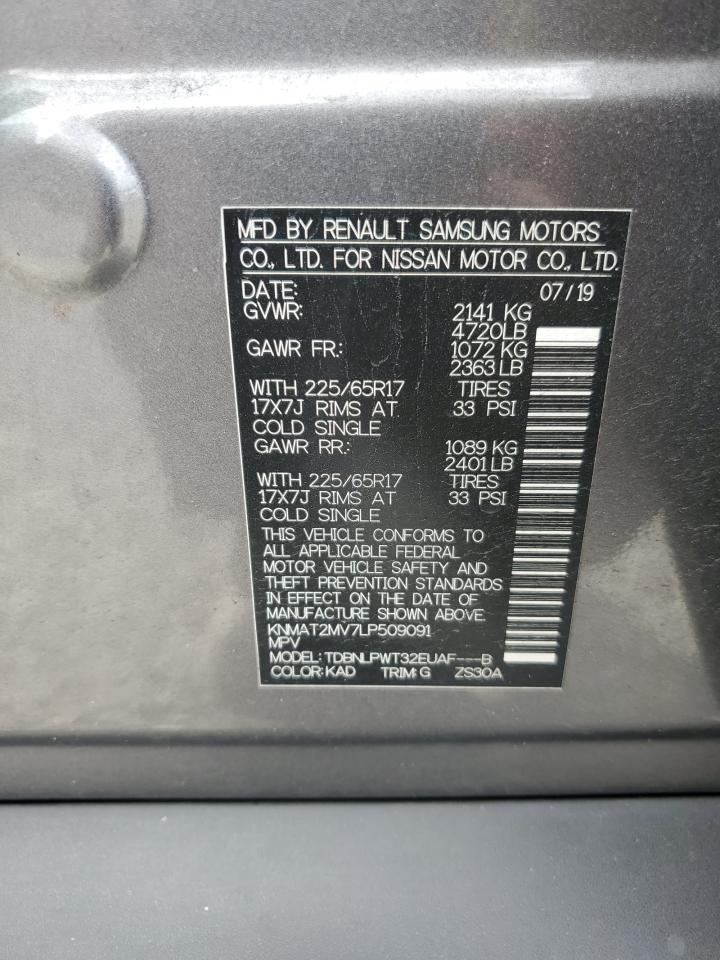 MFD BY RENAULT SAMSUNG MOTORS
CO., LTD. FOR NISSAN MOTOR CO., LTD.
DATE: 07/19
GVWR: 2141 KG
4720LB
GAWR FR.: 1072 KG
2363 LB
WITH 225/65R17 TIRES
17X7J RIMS AT 33 PSI
COLD SINGLE
GAWR RR.: 1089 KG
2401 LB
WITH 225/65R17 TIRES
17X7J RIMS AT 33 PSI
COLD SINGLE
THIS VEHICLE CONFORMS TO
ALL APPLICABLE FEDERAL
MOTOR VEHICLE SAFETY AND
THEFT PREVENTION STANDARDS
IN EFFECT ON THE DATE OF
MANUFACTURE SHOWN ABOVE.
KNMAT2MV7LP509091
MPV
MODEL: TDBNLPWT32EUAF---B
COLOR: KAD TRIM: G ZS30A